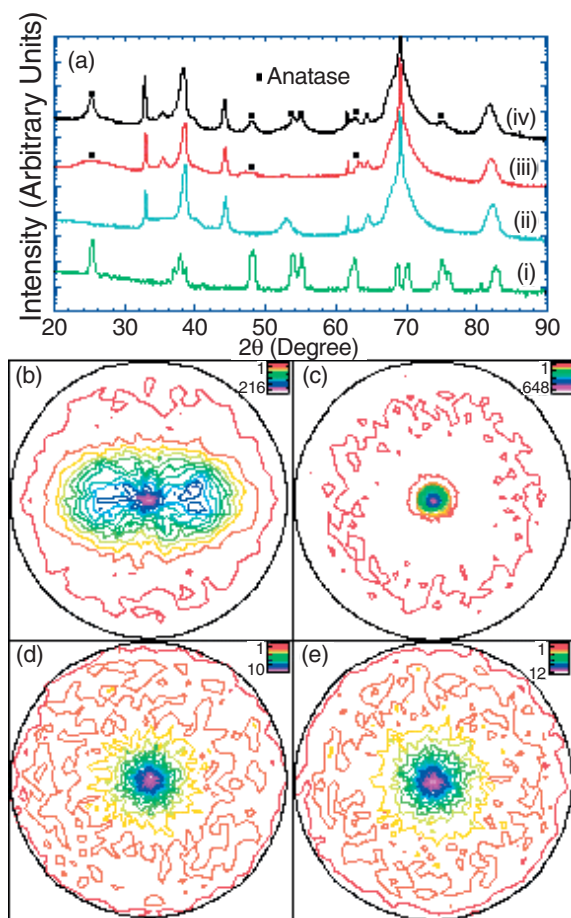 Intensity (Arbitrary Units)
(a)
▪ Anatase
(iv)
(iii)
(ii)
(i)
20 30 40 50 60 70 80 90
2θ (Degree)
(b)
1
216
(c)
1
648
(d)
1
10
(e)
1
12